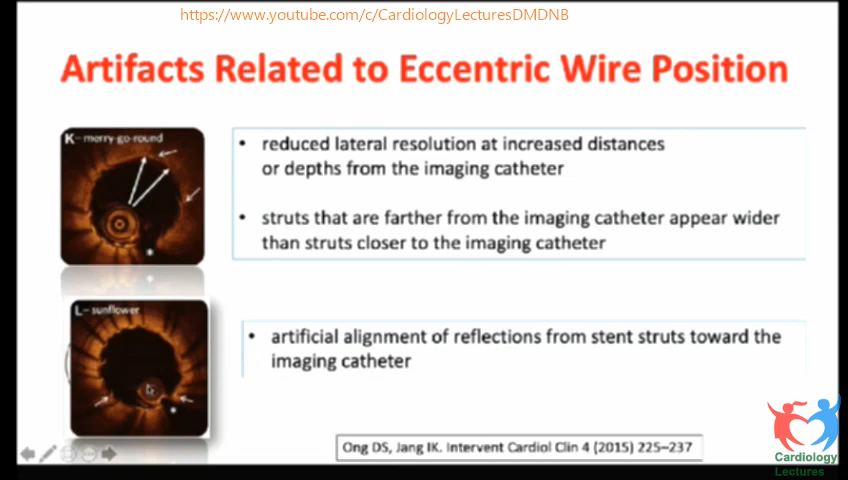 https://www.youtube.com/c/CardiologyLecturesDMDNB
Artifacts Related to Eccentric Wire Position
K- merry-go-round
• reduced lateral resolution at increased distances
or depths from the imaging catheter
• struts that are farther from the imaging catheter appear wider
than struts closer to the imaging catheter
L- sunflower
• artificial alignment of reflections from stent struts toward the
imaging catheter
Ong DS, Jang IK. Intervent Cardiol Clin 4 (2015) 225–237
Cardiology
Lectures